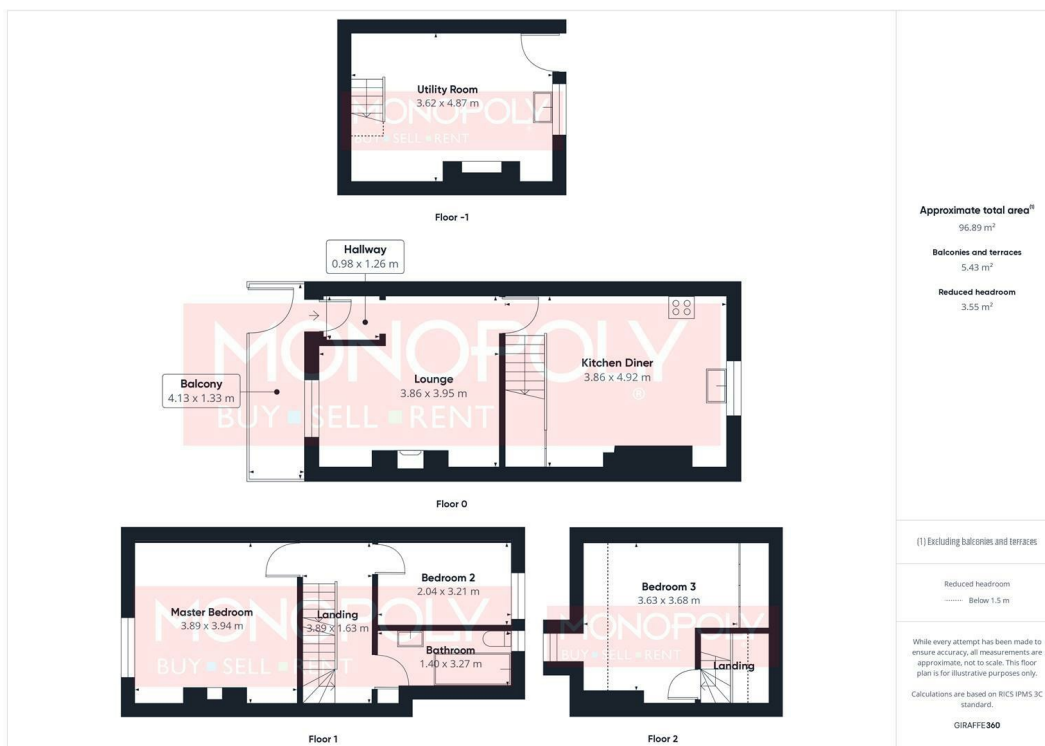 Utility Room
3.62 x 4.87 m
MONOPOLY
BUY SELL RENT
Floor -1
Hallway
0.98 x 1.26 m
MONOPOLY
Balcony
4.13 x 1.33 m
Lounge
3.86 x 3.95 m
Kitchen Diner
3.86 x 4.92 m
BUY SELL RENT ®
Floor 0
Master Bedroom
3.89 x 3.94 m
Landing
3.89 x 1.63 m
Bedroom 2
2.04 x 3.21 m
Bathroom
1.40 x 3.27 m
MONOPOLY
BUY SELL RENT
Floor 1
Bedroom 3
3.63 x 3.68 m
MONOPOLY
BUY SELL RENT
Landing
Floor 2
Approximate total area(1)
96.89 m²
Balconies and terraces
5.43 m²
Reduced headroom
3.55 m²
(1) Excluding balconies and terraces
Reduced headroom
Below 1.5 m
While every attempt has been made to
ensure accuracy, all measurements are
approximate, not to scale. This floor
plan is for illustrative purposes only.
Calculations are based on RICS IPMS 3C
standard.
GIRAFFE360